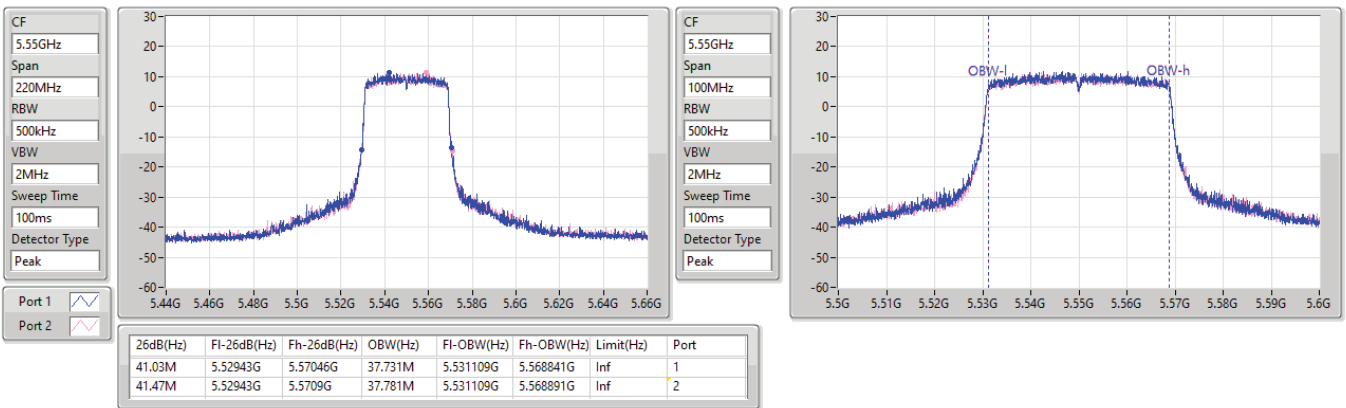 CF
5.55GHz
Span
220MHz
RBW
500kHz
VBW
2MHz
Sweep Time
100ms
Detector Type
Peak
Port 1
Port 2
30
20
10
0
-10
-20
-30
-40
-50
-60
5.44G 5.46G 5.48G 5.5G 5.52G 5.54G 5.56G 5.58G 5.6G 5.62G 5.64G 5.66G
CF
5.55GHz
Span
100MHz
RBW
500kHz
VBW
2MHz
Sweep Time
100ms
Detector Type
Peak
30
20
10
0
-10
-20
-30
-40
-50
-60
OBW-l OBW-h
5.5G 5.51G 5.52G 5.53G 5.54G 5.55G 5.56G 5.57G 5.58G 5.59G 5.6G
26dB(Hz) Fl-26dB(Hz) Fh-26dB(Hz) OBW(Hz) Fl-OBW(Hz) Fh-OBW(Hz) Limit(Hz) Port
41.03M 5.52943G 5.57046G 37.731M 5.531109G 5.568841G Inf 1
41.47M 5.52943G 5.5709G 37.781M 5.531109G 5.568891G Inf 2